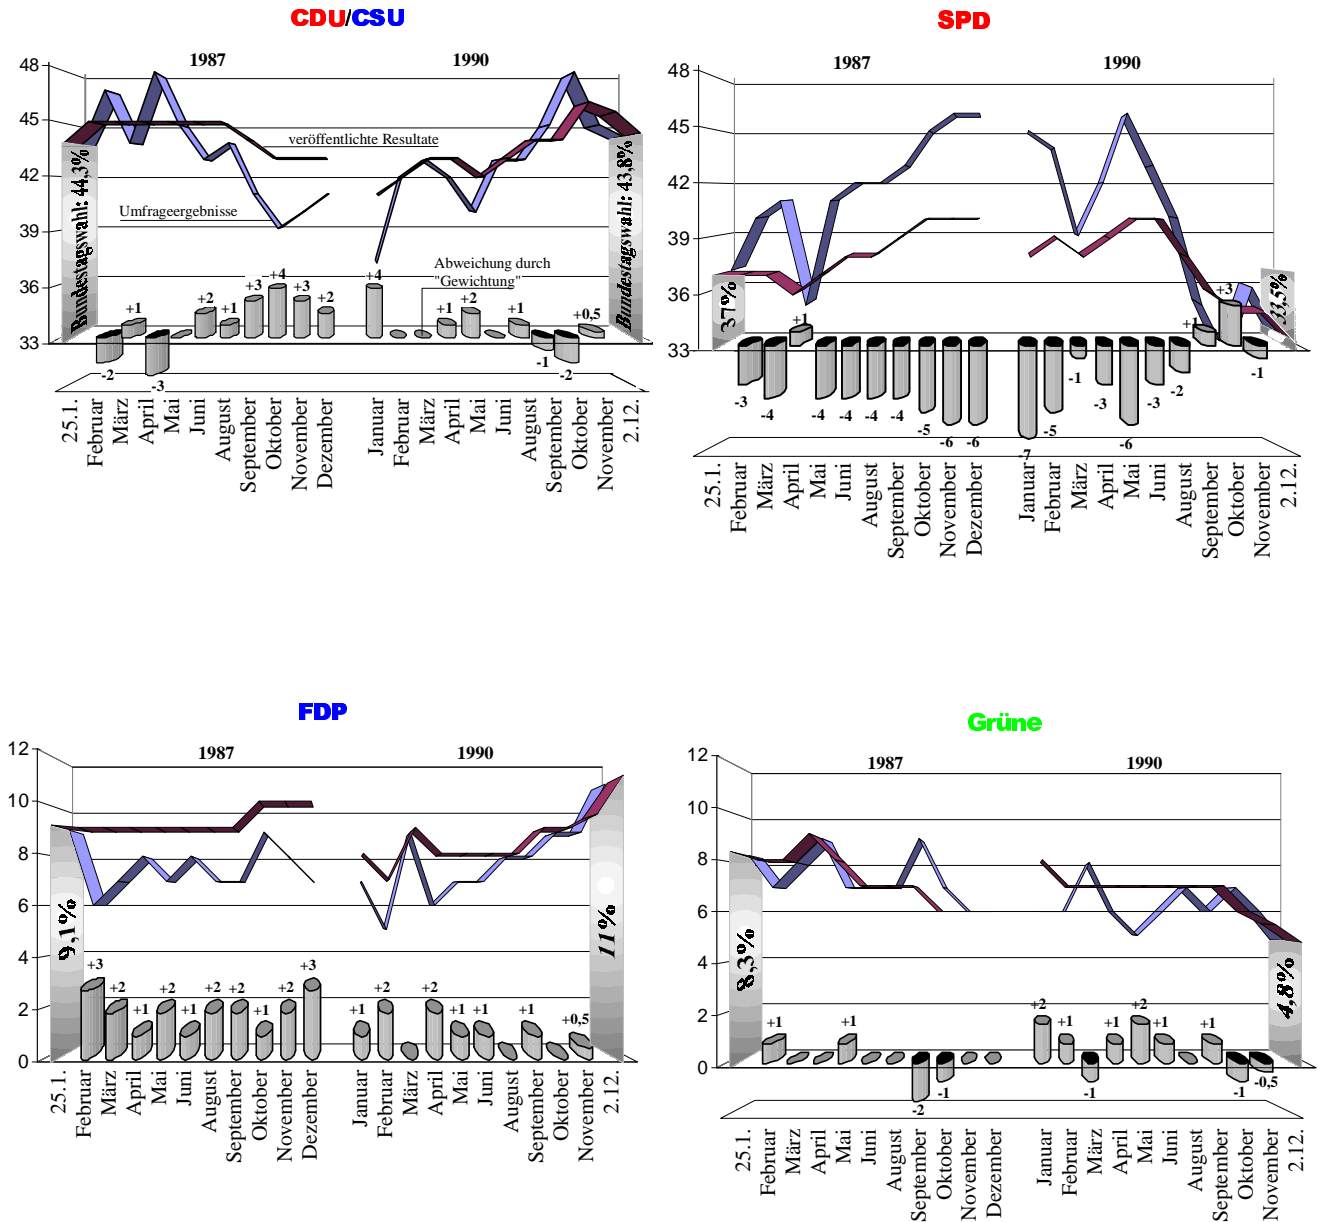 CDU/CSU
1987
1990
48
45
42
39
36
33
veröffentlichte Resultate
Umfrageergebnisse
Abweichung durch
"Gewichtung"
Bundestagswahl: 44,3%
Bundestagswahl: 43,8%
-2
+1
-3
+2
+1
+3
+4
+3
+2
+4
+1
+2
+1
-1
-2
+0,5
25.1.
Februar
März
April
Mai
Juni
August
September
Oktober
November
Dezember
Januar
Februar
März
April
Mai
Juni
August
September
Oktober
November
2.12.
SPD
1987
1990
48
45
42
39
36
33
37%
33,5%
-3
-4
+1
-4
-4
-4
-4
-5
-6
-6
-7
-5
-1
-3
-6
-3
-2
+1
+3
-1
25.1.
Februar
März
April
Mai
Juni
August
September
Oktober
November
Dezember
Januar
Februar
März
April
Mai
Juni
August
September
Oktober
November
2.12.
FDP
1987
1990
12
10
8
6
4
2
0
9,1%
11%
+3
+2
+1
+2
+1
+2
+2
+1
+2
+3
+1
+2
+2
+1
+1
+1
+0,5
25.1.
Februar
März
April
Mai
Juni
August
September
Oktober
November
Dezember
Januar
Februar
März
April
Mai
Juni
August
September
Oktober
November
2.12.
Grüne
1987
1990
12
10
8
6
4
2
0
8,3%
4,8%
+1
+1
-2
-1
+2
+1
-1
+1
+2
+1
+1
-1
-0,5
25.1.
Februar
März
April
Mai
Juni
August
September
Oktober
November
Dezember
Januar
Februar
März
April
Mai
Juni
August
September
Oktober
November
2.12.